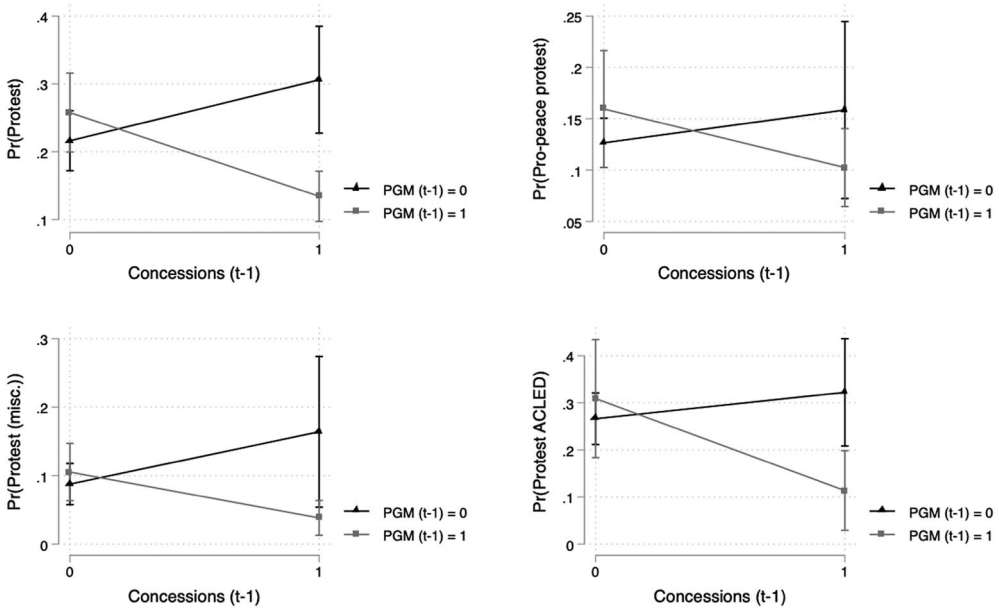 Pr(Protest)
.4
.3
.2
.1
0
1
Concessions (t-1)
PGM (t-1) = 0
PGM (t-1) = 1
Pr(Pro-peace protest)
.25
.2
.15
.1
.05
0
1
Concessions (t-1)
PGM (t-1) = 0
PGM (t-1) = 1
Pr(Protest (misc.))
.3
.2
.1
0
0
1
Concessions (t-1)
PGM (t-1) = 0
PGM (t-1) = 1
Pr(Protest ACLED)
.4
.3
.2
.1
0
0
1
Concessions (t-1)
PGM (t-1) = 0
PGM (t-1) = 1